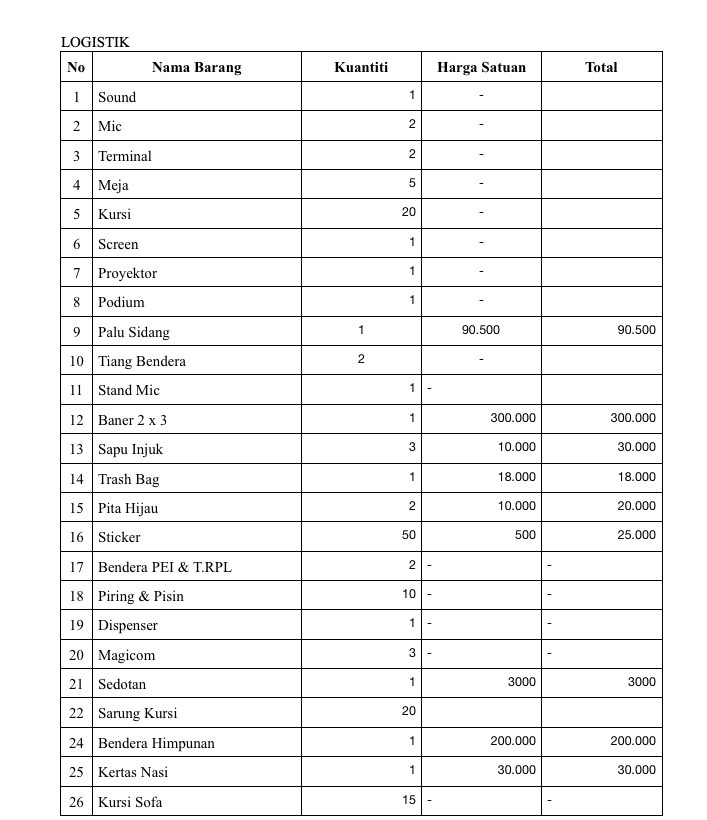 LOGISTIK
No Nama Barang Kuantiti Harga Satuan Total
1 Sound 1 -
2 Mic 2 -
3 Terminal 2 -
4 Meja 5 -
5 Kursi 20 -
6 Screen 1 -
7 Proyektor 1 -
8 Podium 1 -
9 Palu Sidang 1 90.500 90.500
10 Tiang Bendera 2 -
11 Stand Mic 1 -
12 Baner 2 x 3 1 300.000 300.000
13 Sapu Injuk 3 10.000 30.000
14 Trash Bag 1 18.000 18.000
15 Pita Hijau 2 10.000 20.000
16 Sticker 50 500 25.000
17 Bendera PEI & T.RPL 2 - -
18 Piring & Pisin 10 - -
19 Dispenser 1 - -
20 Magicom 3 - -
21 Sedotan 1 3000 3000
22 Sarung Kursi 20
24 Bendera Himpunan 1 200.000 200.000
25 Kertas Nasi 1 30.000 30.000
26 Kursi Sofa 15 - -